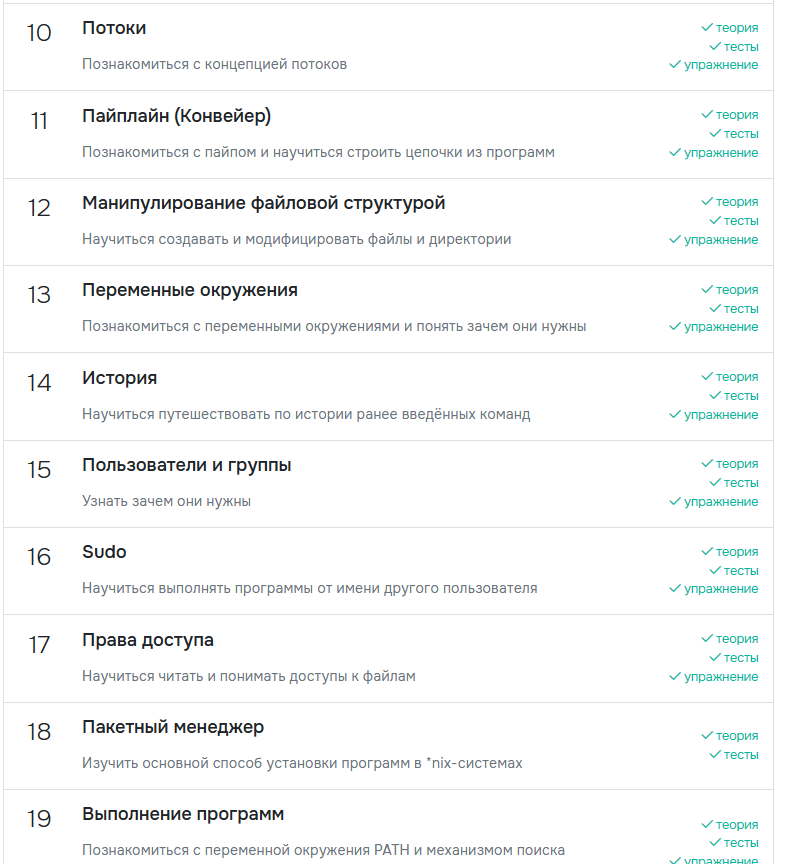 10 Потоки
теория
тесты
Познакомиться с концепцией потоков
упражнение
11 Пайплайн (Конвейер)
теория
тесты
Познакомиться с пайпом и научиться строить цепочки из программ
упражнение
12 Манипулирование файловой структурой
теория
тесты
Научиться создавать и модифицировать файлы и директории
упражнение
13 Переменные окружения
теория
тесты
Познакомиться с переменными окружениями и понять зачем они нужны
упражнение
14 История
теория
тесты
Научиться путешествовать по истории ранее введённых команд
упражнение
15 Пользователи и группы
теория
тесты
Узнать зачем они нужны
упражнение
16 Sudo
теория
тесты
Научиться выполнять программы от имени другого пользователя
упражнение
17 Права доступа
теория
тесты
Научиться читать и понимать доступы к файлам
упражнение
18 Пакетный менеджер
теория
тесты
Изучить основной способ установки программ в *nix-системах
19 Выполнение программ
теория
тесты
Познакомиться с переменной окружения PATH и механизмом поиска
упражнение